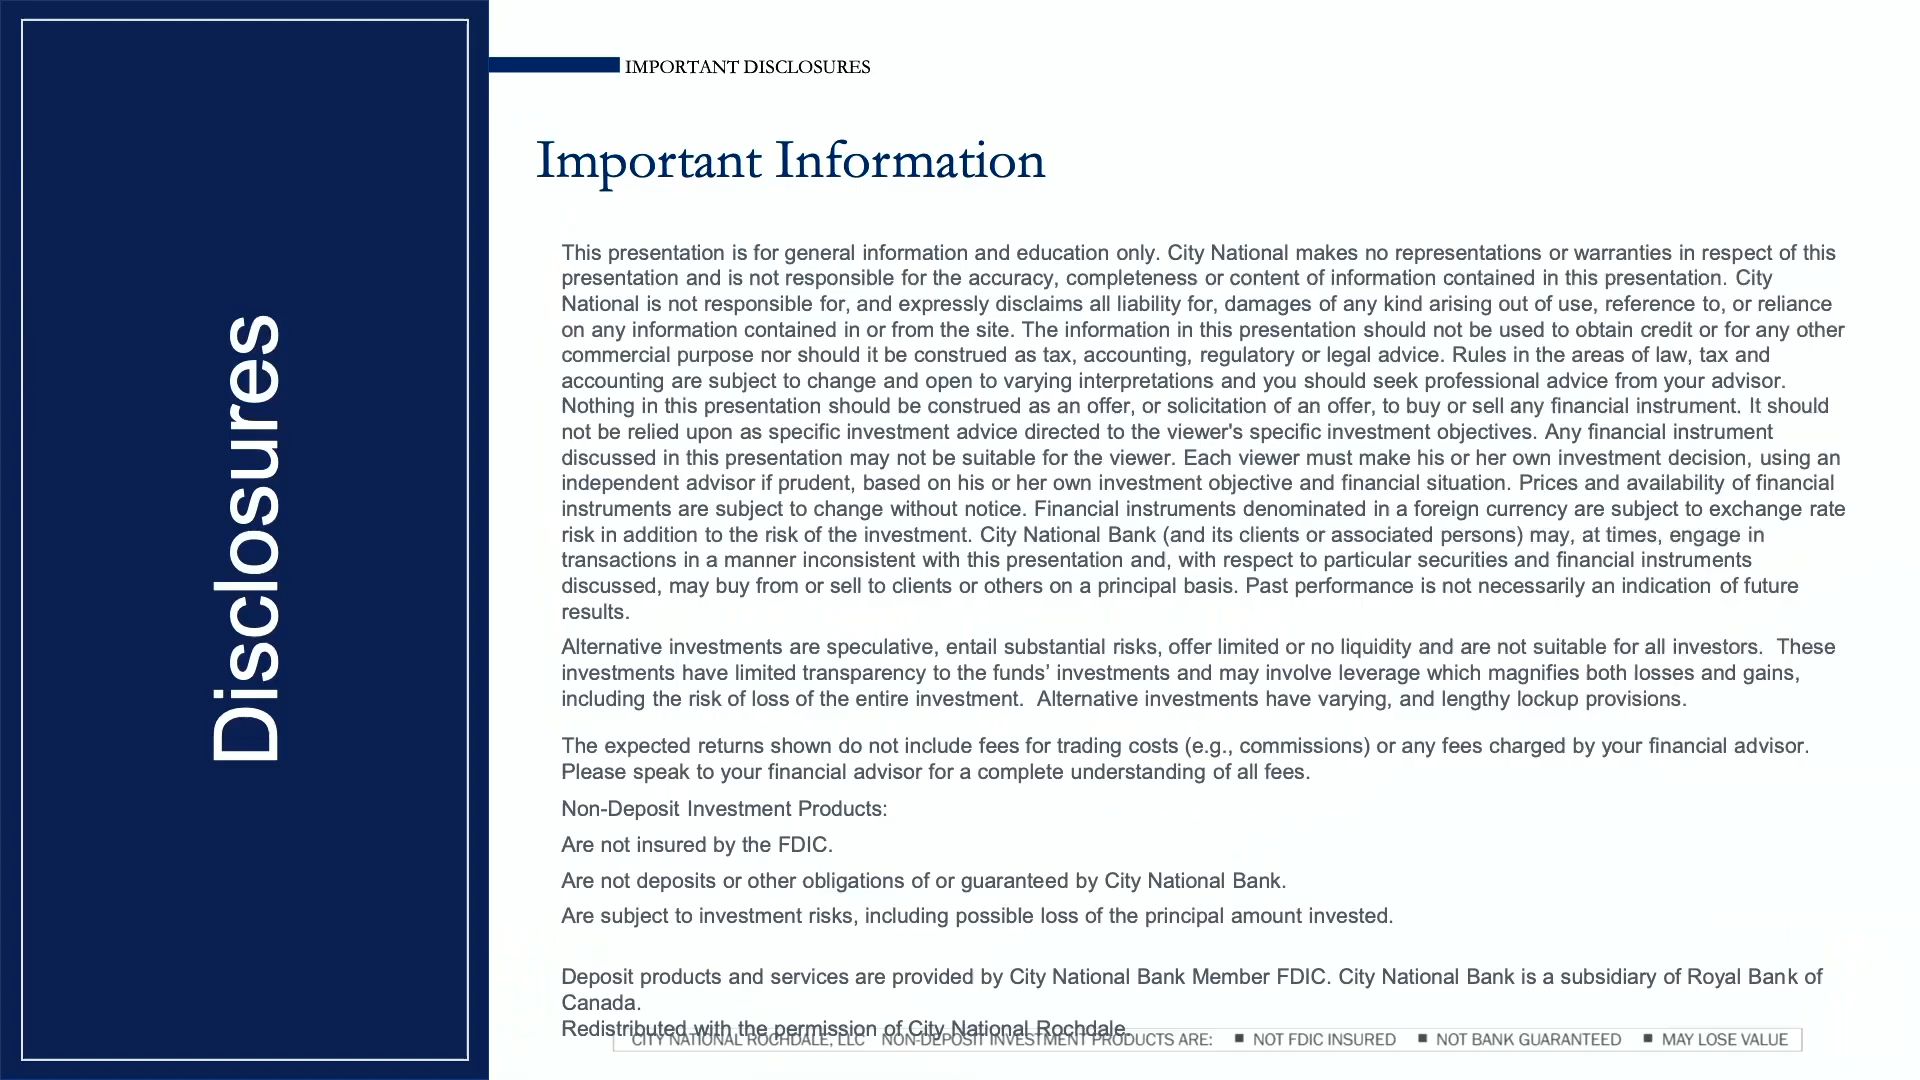 Disclosures
IMPORTANT DISCLOSURES
Important Information
This presentation is for general information and education only. City National makes no representations or warranties in respect of this
presentation and is not responsible for the accuracy, completeness or content of information contained in this presentation. City
National is not responsible for, and expressly disclaims all liability for, damages of any kind arising out of use, reference to, or reliance
on any information contained in or from the site. The information in this presentation should not be used to obtain credit or for any other
commercial purpose nor should it be construed as tax, accounting, regulatory or legal advice. Rules in the areas of law, tax and
accounting are subject to change and open to varying interpretations and you should seek professional advice from your advisor.
Nothing in this presentation should be construed as an offer, or solicitation of an offer, to buy or sell any financial instrument. It should
not be relied upon as specific investment advice directed to the viewer's specific investment objectives. Any financial instrument
discussed in this presentation may not be suitable for the viewer. Each viewer must make his or her own investment decision, using an
independent advisor if prudent, based on his or her own investment objective and financial situation. Prices and availability of financial
instruments are subject to change without notice. Financial instruments denominated in a foreign currency are subject to exchange rate
risk in addition to the risk of the investment. City National Bank (and its clients or associated persons) may, at times, engage in
transactions in a manner inconsistent with this presentation and, with respect to particular securities and financial instruments
discussed, may buy from or sell to clients or others on a principal basis. Past performance is not necessarily an indication of future
results.
Alternative investments are speculative, entail substantial risks, offer limited or no liquidity and are not suitable for all investors. These
investments have limited transparency to the funds’ investments and may involve leverage which magnifies both losses and gains,
including the risk of loss of the entire investment. Alternative investments have varying, and lengthy lockup provisions.
The expected returns shown do not include fees for trading costs (e.g., commissions) or any fees charged by your financial advisor.
Please speak to your financial advisor for a complete understanding of all fees.
Non-Deposit Investment Products:
Are not insured by the FDIC.
Are not deposits or other obligations of or guaranteed by City National Bank.
Are subject to investment risks, including possible loss of the principal amount invested.
Deposit products and services are provided by City National Bank Member FDIC. City National Bank is a subsidiary of Royal Bank of
Canada.
Redistributed with the permission of City National Rochdale.
CITY NATIONAL ROCHDALE, LLC NON-DEPOSIT INVESTMENT PRODUCTS ARE: ■ NOT FDIC INSURED ■ NOT BANK GUARANTEED ■ MAY LOSE VALUE